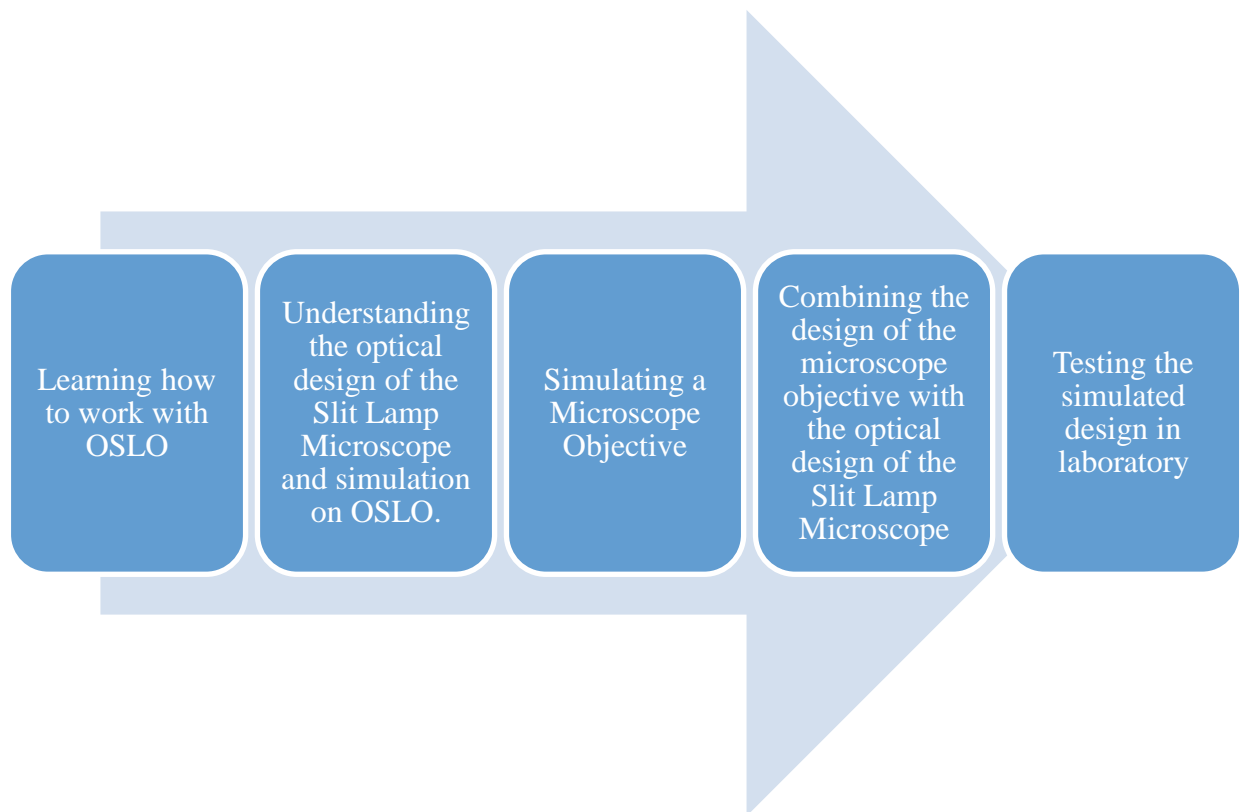 Learning how
to work with
OSLO
Understanding
the optical
design of the
Slit Lamp
Microscope
and simulation
on OSLO.
Simulating a
Microscope
Objective
Combining the
design of the
microscope
objective with
the optical
design of the
Slit Lamp
Microscope
Testing the
simulated
design in
laboratory